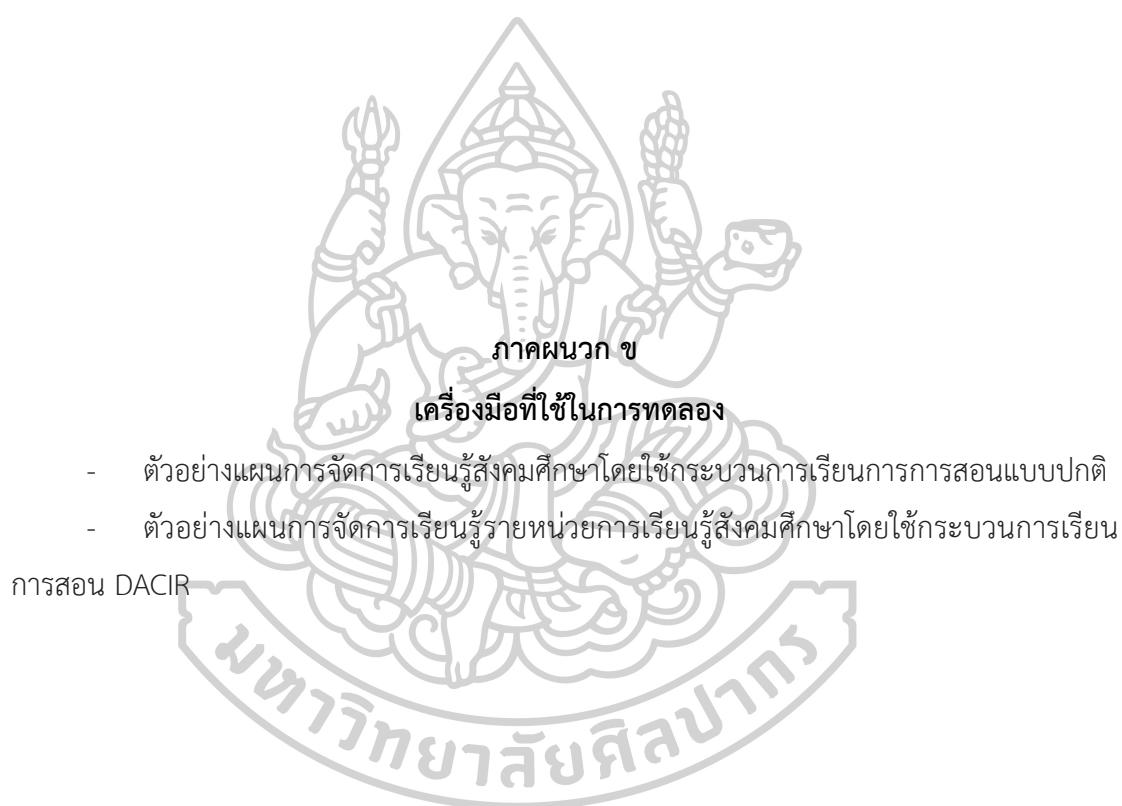 ภาคผนวก ข
เครื่องมือที่ใช้ในการทดลอง
- ตัวอย่างแผนการจัดการเรียนรู้สังคมศึกษาโดยใช้กระบวนการเรียนการการสอนแบบปกติ
- ตัวอย่างแผนการจัดการเรียนรู้รายหน่วยการเรียนรู้สังคมศึกษาโดยใช้กระบวนการเรียน
การสอน DACIR
มหาวิทยาลัยศิลปากร